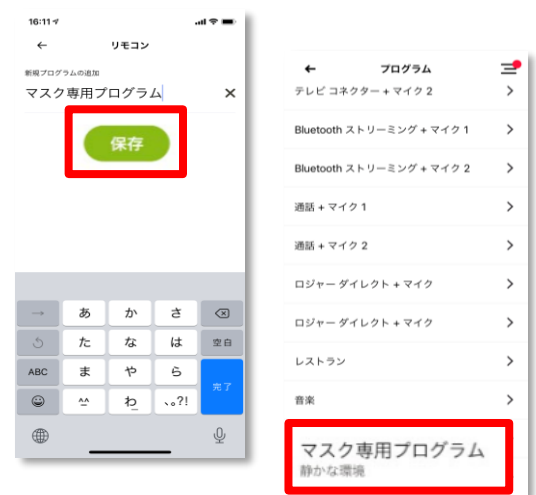 16:11
リモコン
新規プログラムの追加
マスク専用プログラム
保存
→ あ か さ
た な は 空白
ABC ま や ら
完了
^^ わ 、。?!
プログラム
テレビ コネクター + マイク 2
Bluetooth ストリーミング + マイク 1
Bluetooth ストリーミング + マイク 2
通話 + マイク 1
通話 + マイク 2
ロジャー ダイレクト + マイク
ロジャー ダイレクト + マイク
レストラン
音楽
マスク専用プログラム
静かな環境